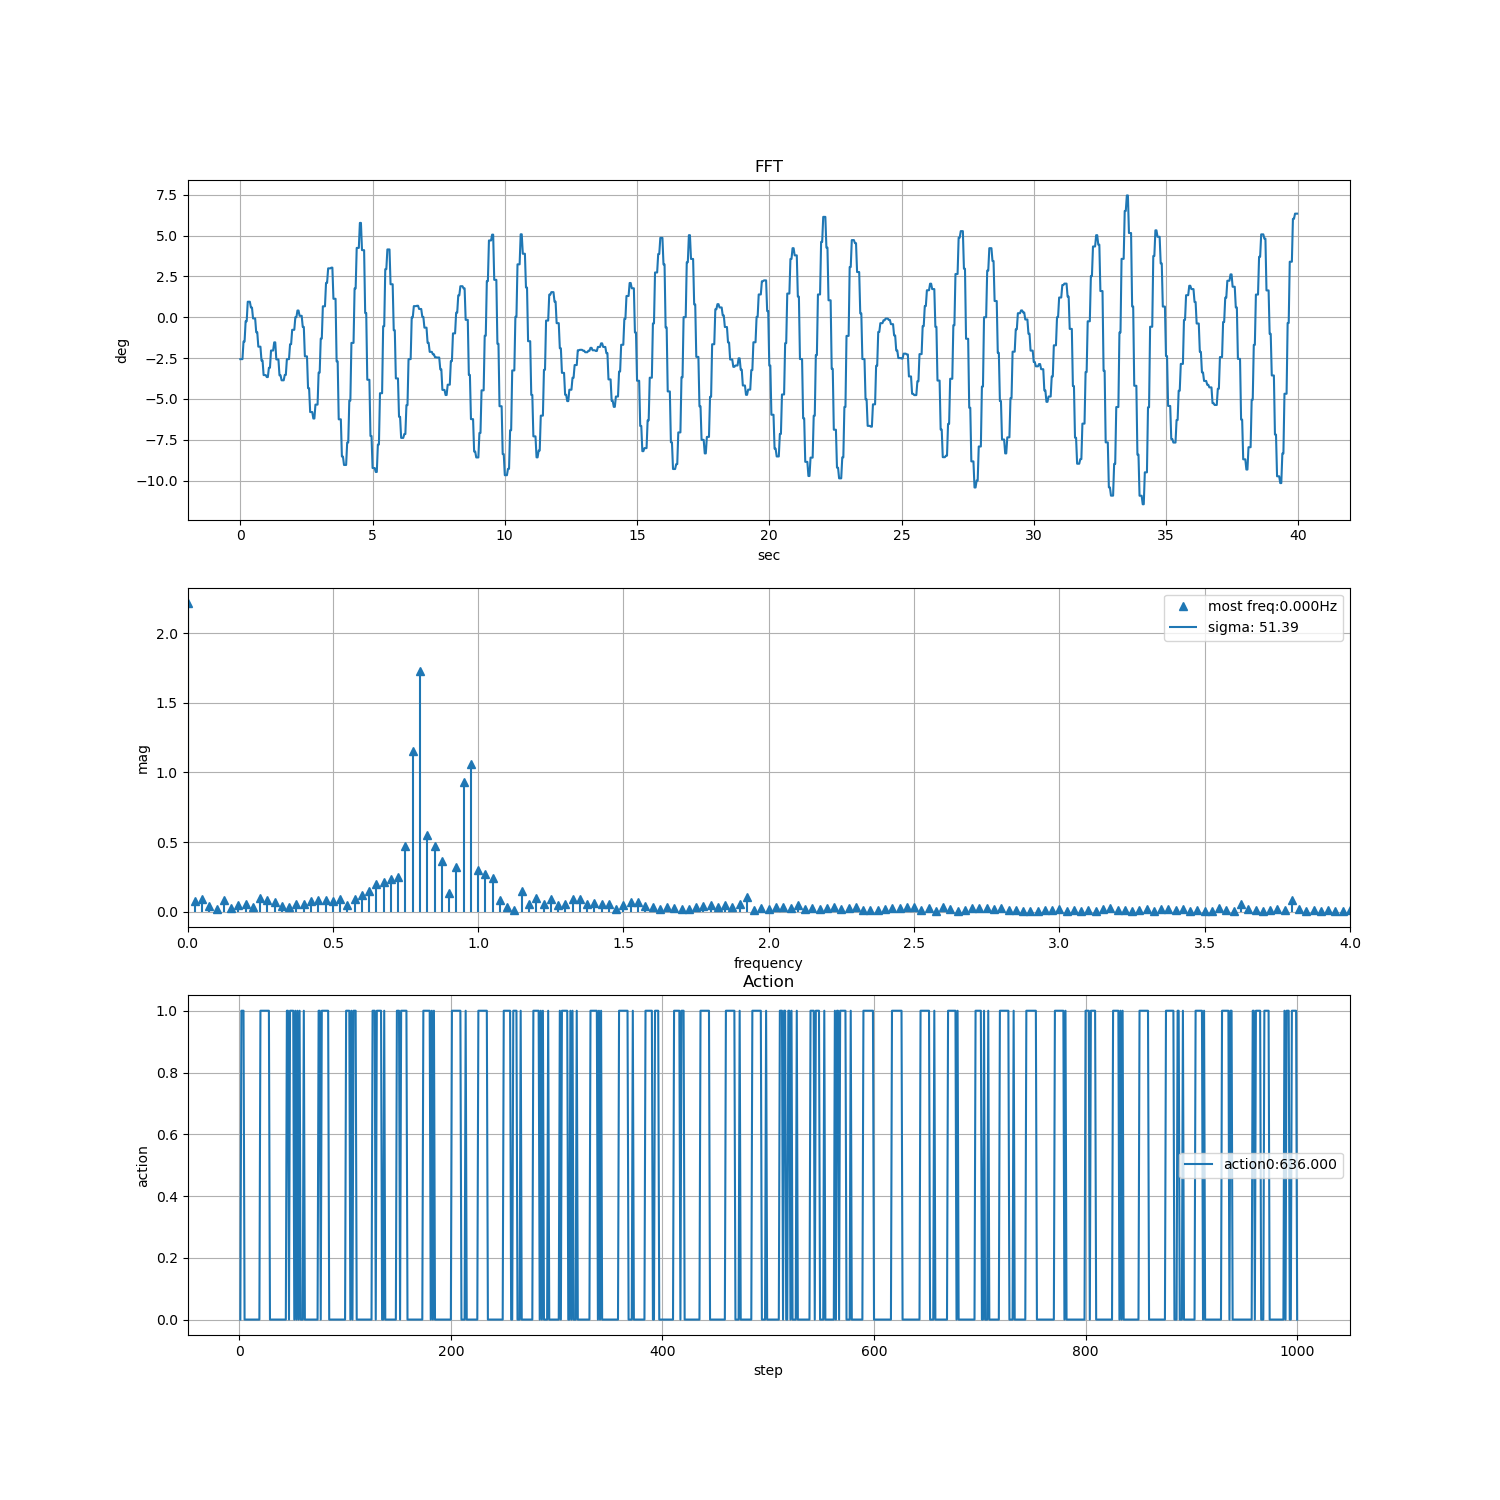 FFT
7.5
5.0
2.5
0.0
−2.5
−5.0
−7.5
−10.0
deg
0 5 10 15 20 25 30 35 40
sec
most freq:0.000Hz
sigma: 51.39
2.0
1.5
1.0
0.5
0.0
mag
0.0 0.5 1.0 1.5 2.0 2.5 3.0 3.5 4.0
frequency
Action
1.0
0.8
0.6
0.4
0.2
0.0
action
action0:636.000
0 200 400 600 800 1000
step